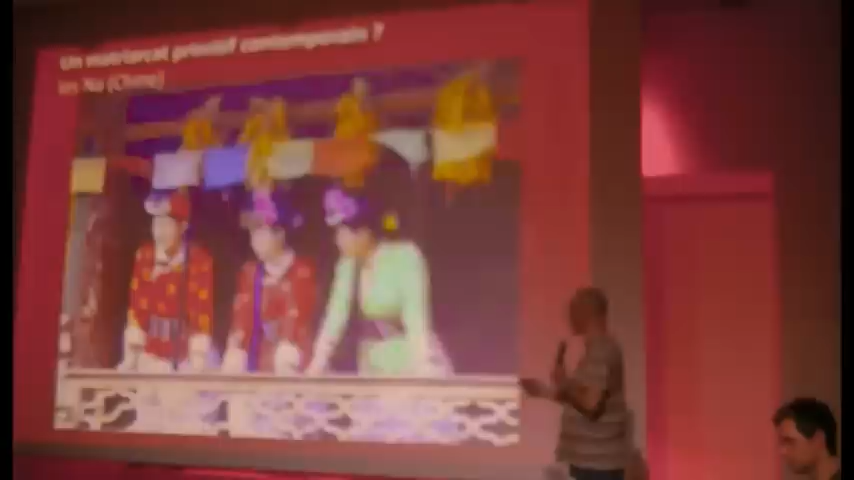 Un matriarcat primitif contemporain ?
les Na (Chine)